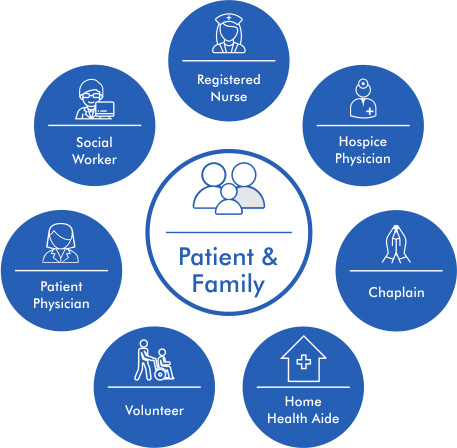 Registered
Nurse
Social
Worker
Hospice
Physician
Patient &
Family
Patient
Physician
Chaplain
Volunteer
Home
Health Aide